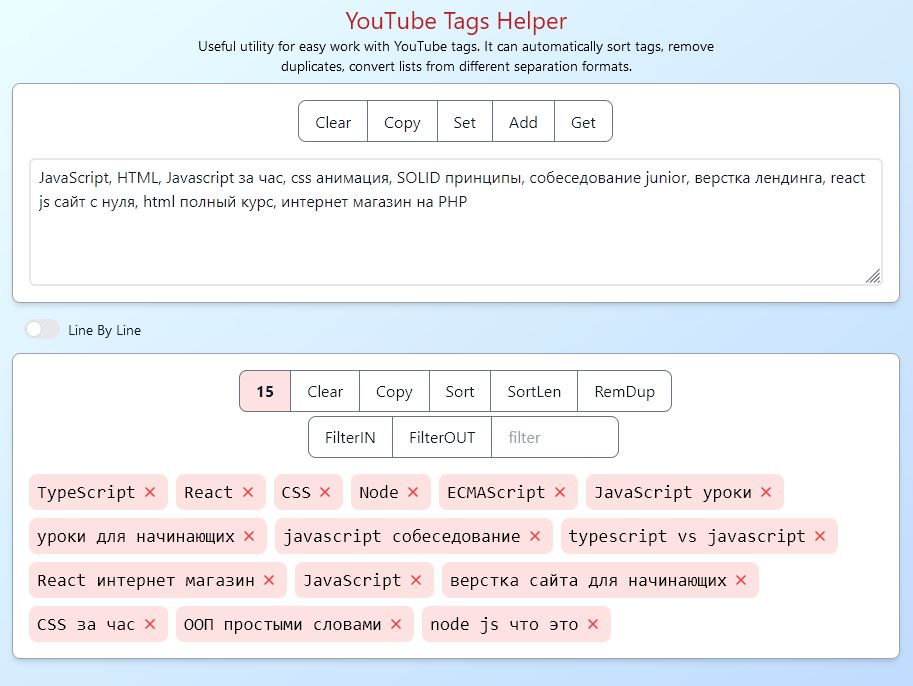 YouTube Tags Helper
Useful utility for easy work with YouTube tags. It can automatically sort tags, remove
duplicates, convert lists from different separation formats.
Clear Copy Set Add Get
JavaScript, HTML, Javascript за час, css анимация, SOLID принципы, собеседование junior, верстка лендинга, react
js сайт с нуля, html полный курс, интернет магазин на PHP
Line By Line
15 Clear Copy Sort SortLen RemDup
FilterIN FilterOUT filter
TypeScript × React × CSS × Node × ECMAScript × JavaScript уроки ×
уроки для начинающих × javascript собеседование × typescript vs javascript ×
React интернет магазин × JavaScript × верстка сайта для начинающих ×
CSS за час × ООП простыми словами × node js что это ×